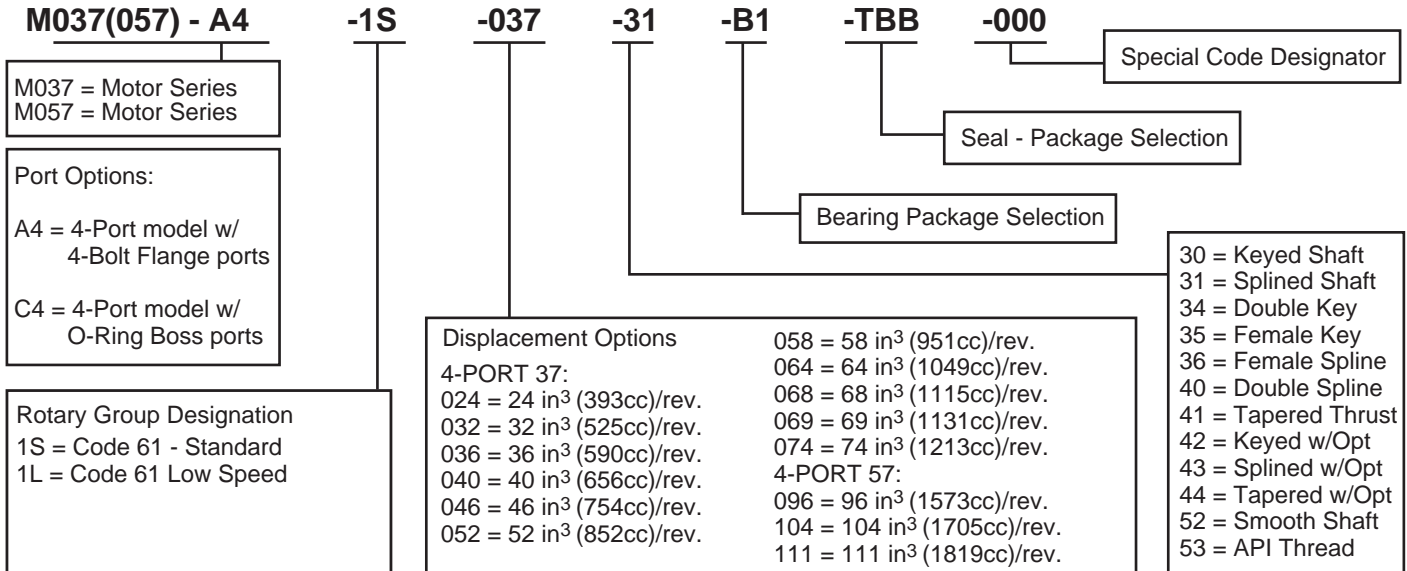 M037(057) - A4 -1S -037 -31 -B1 -TBB -000
Special Code Designator
M037 = Motor Series
M057 = Motor Series
Seal - Package Selection
Port Options:
A4 = 4-Port model w/
4-Bolt Flange ports
C4 = 4-Port model w/
O-Ring Boss ports
Bearing Package Selection
30 = Keyed Shaft
31 = Splined Shaft
34 = Double Key
35 = Female Key
36 = Female Spline
40 = Double Spline
41 = Tapered Thrust
42 = Keyed w/Opt
43 = Splined w/Opt
44 = Tapered w/Opt
52 = Smooth Shaft
53 = API Thread
Rotary Group Designation
1S = Code 61 - Standard
1L = Code 61 Low Speed
Displacement Options
4-PORT 37:
024 = 24 in³ (393cc)/rev.
032 = 32 in³ (525cc)/rev.
036 = 36 in³ (590cc)/rev.
040 = 40 in³ (656cc)/rev.
046 = 46 in³ (754cc)/rev.
052 = 52 in³ (852cc)/rev.
058 = 58 in³ (951cc)/rev.
064 = 64 in³ (1049cc)/rev.
068 = 68 in³ (1115cc)/rev.
069 = 69 in³ (1131cc)/rev.
074 = 74 in³ (1213cc)/rev.
4-PORT 57:
096 = 96 in³ (1573cc)/rev.
104 = 104 in³ (1705cc)/rev.
111 = 111 in³ (1819cc)/rev.